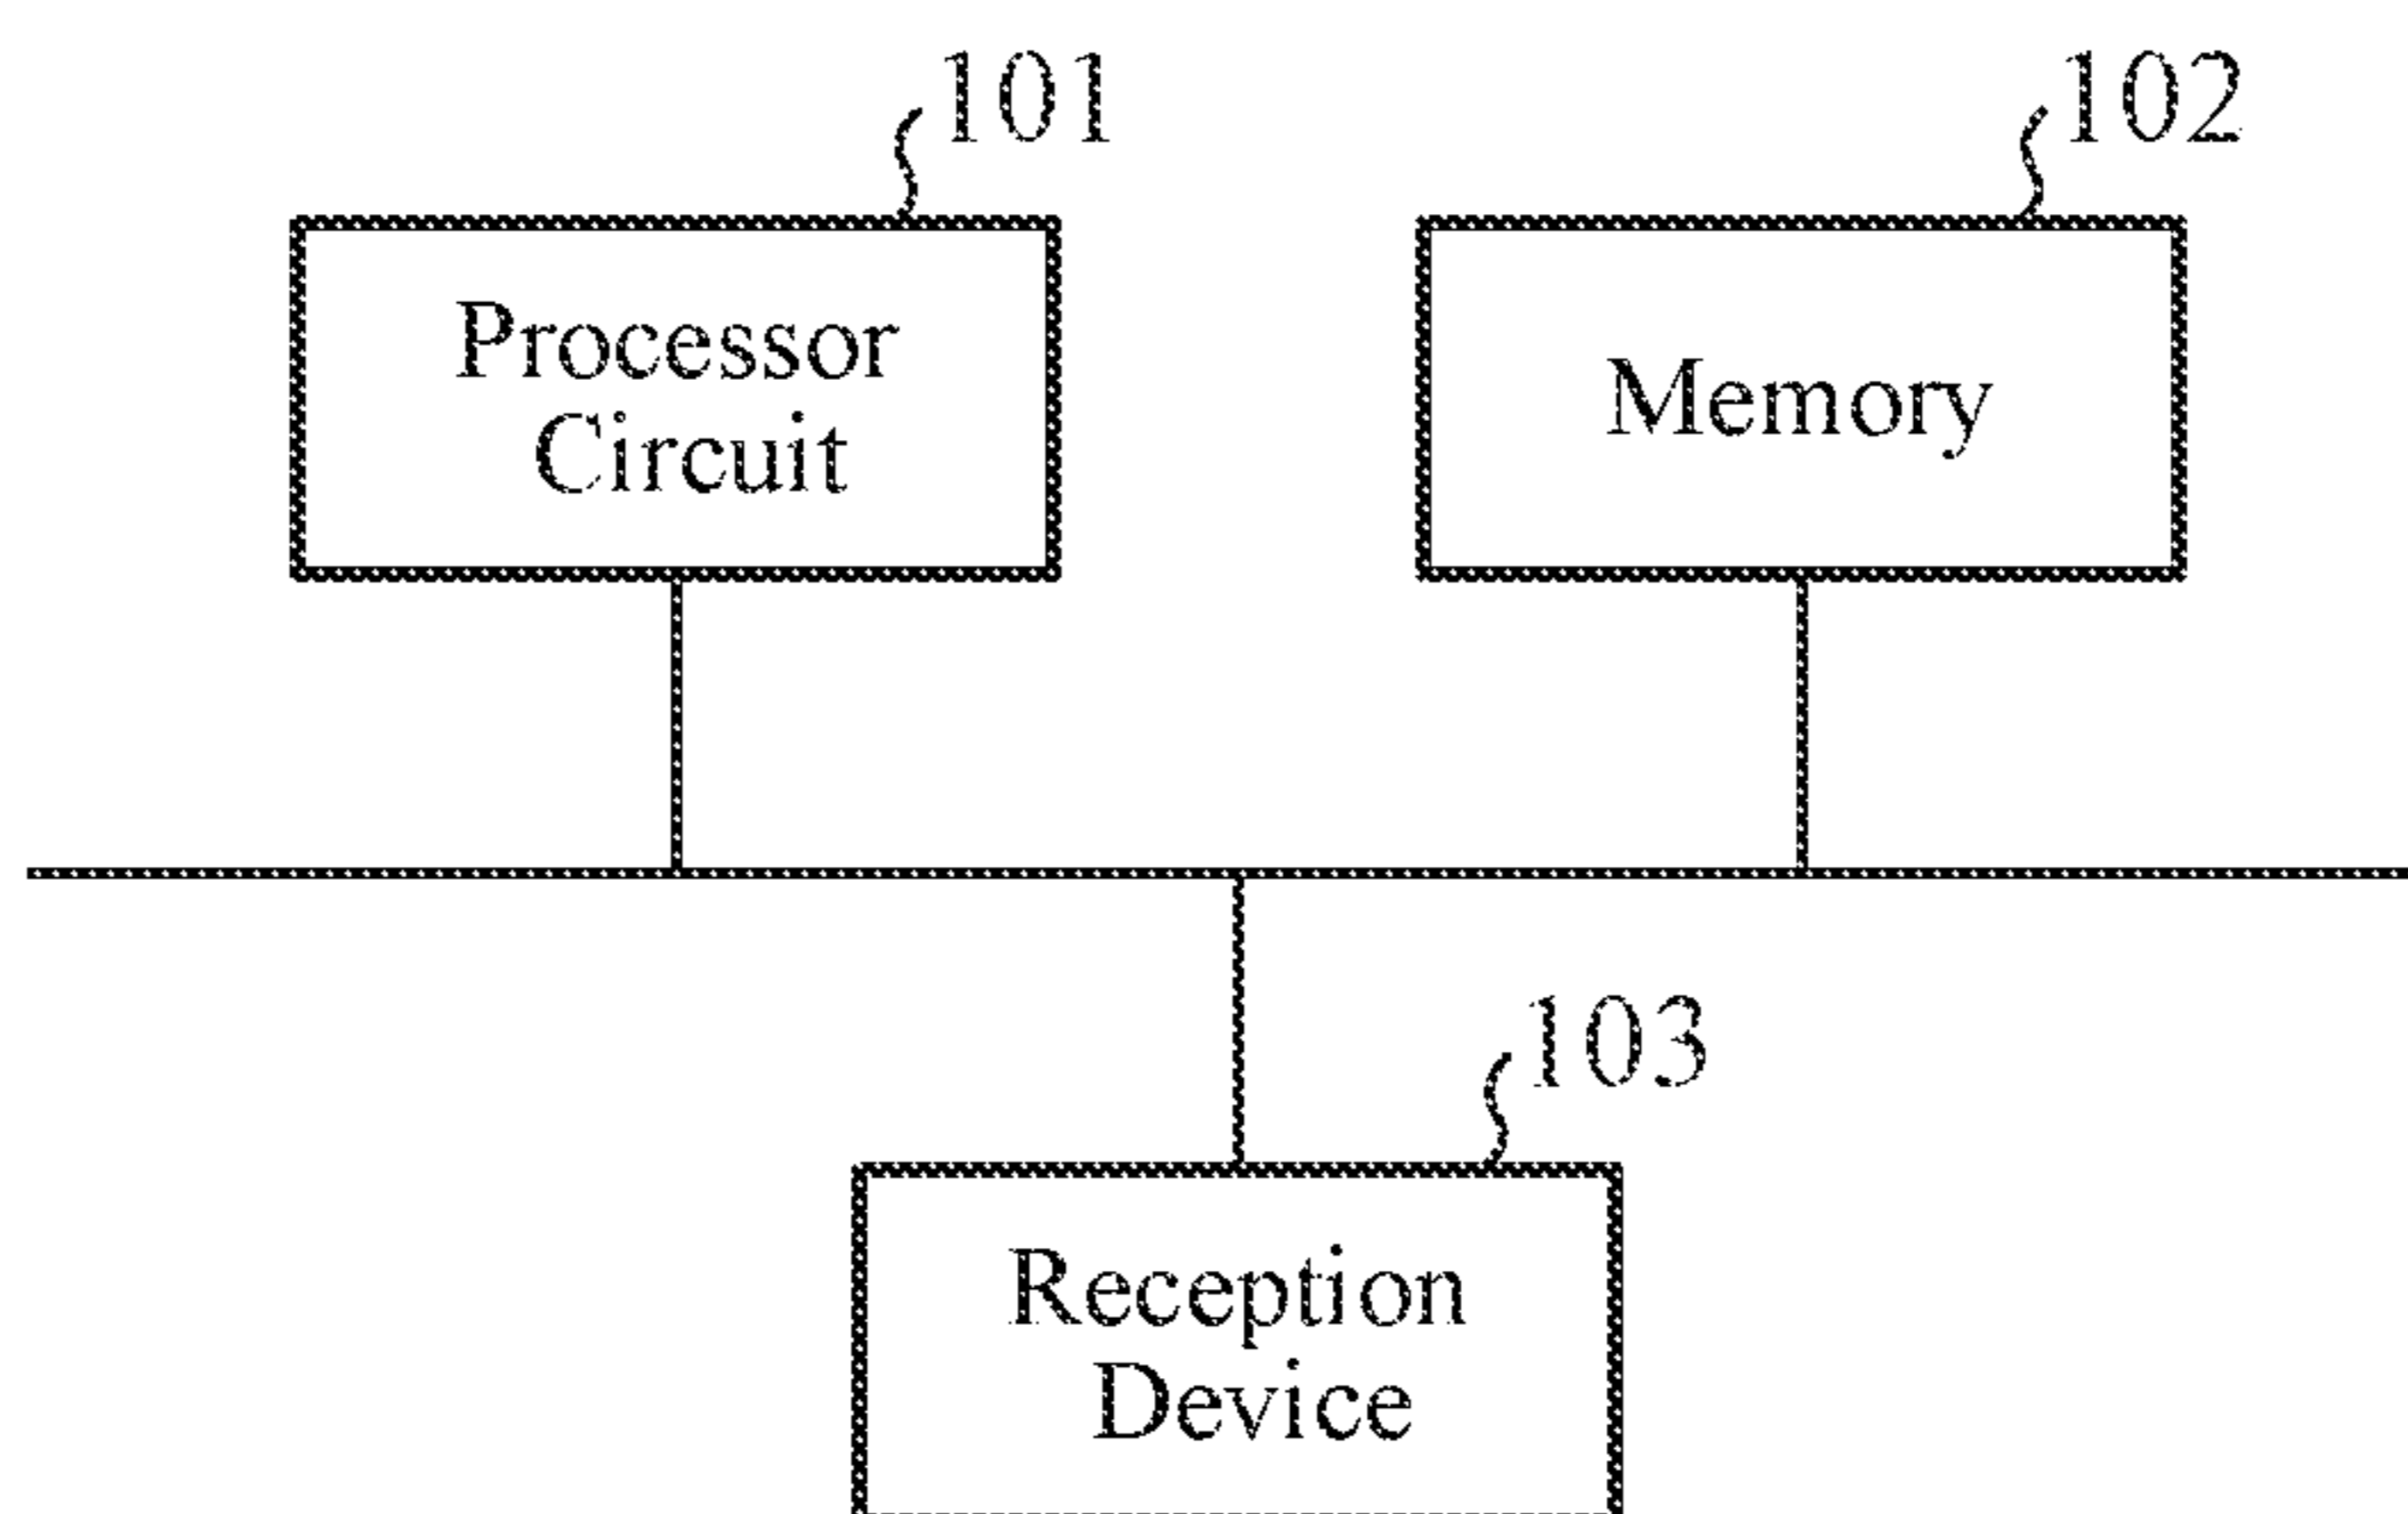 101
102
Processor
Circuit
Memory
103
Reception
Device